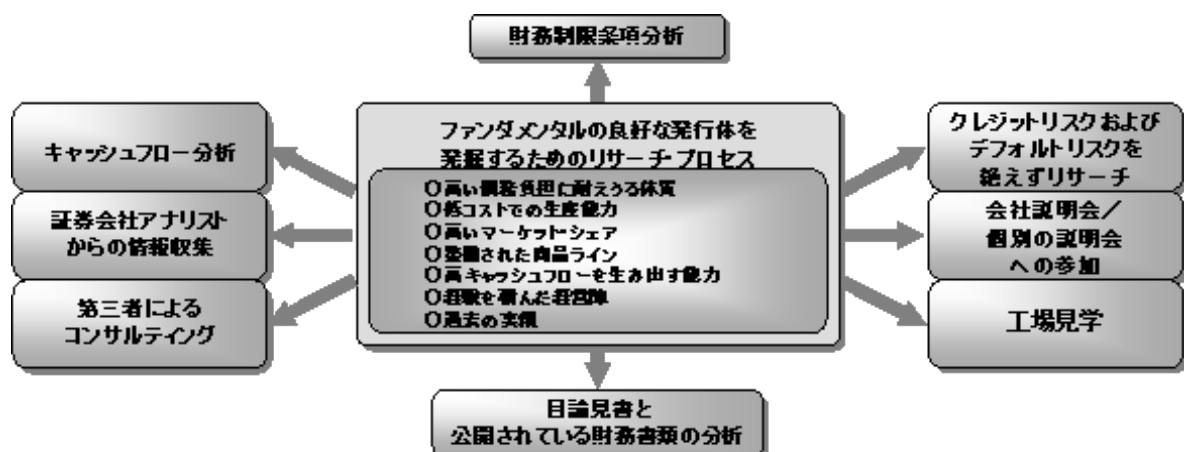 財務制限条項分析
キャッシュフロー分析
証券会社アナリスト
からの情報収集
第三者による
コンサルティング
ファンダメンタルの良好な発行体を
発掘するためのリサーチ・プロセス
○高い債務負担に耐えうる体質
○低コストでの生産能力
○高いマーケットシェア
○整備された商品ライン
○高キャッシュフローを生み出す能力
○経験を積んだ経営陣
○過去の実績
クレジットリスクおよび
デフォルトリスクを
絶えずリサーチ
会社説明会／
個別の説明会
への参加
工場見学
目論見書と
公開されている財務書類の分析